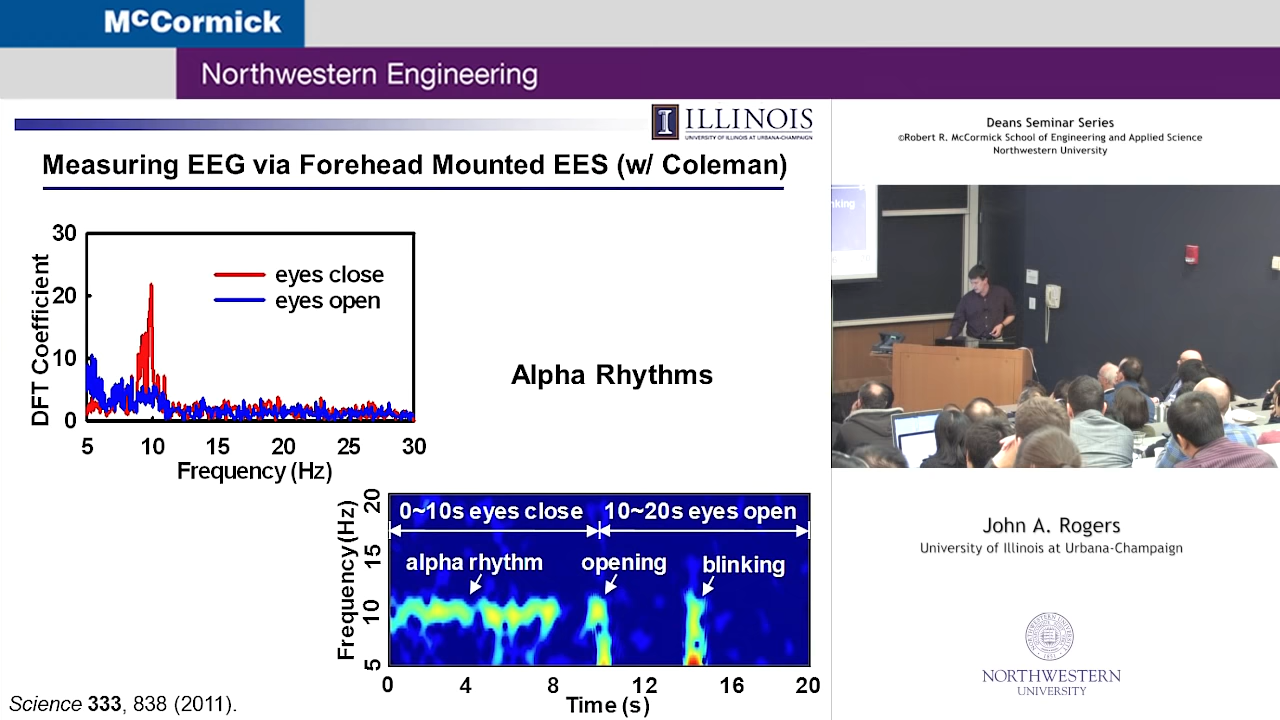 McCormick
Northwestern Engineering
ILLINOIS
UNIVERSITY OF ILLINOIS AT URBANA-CHAMPAIGN
Measuring EEG via Forehead Mounted EES (w/ Coleman)
30
20
10
0
DFT Coefficient
eyes close
eyes open
5 10 15 20 25 30
Frequency (Hz)
Alpha Rhythms
20
15
10
5
Frequency (Hz)
0~10s eyes close 10~20s eyes open
alpha rhythm opening blinking
0 4 8 12 16 20
Time (s)
Science 333, 838 (2011).
Deans Seminar Series
©Robert R. McCormick School of Engineering and Applied Science
Northwestern University
nking
John A. Rogers
University of Illinois at Urbana-Champaign
NORTHWESTERN
UNIVERSITY